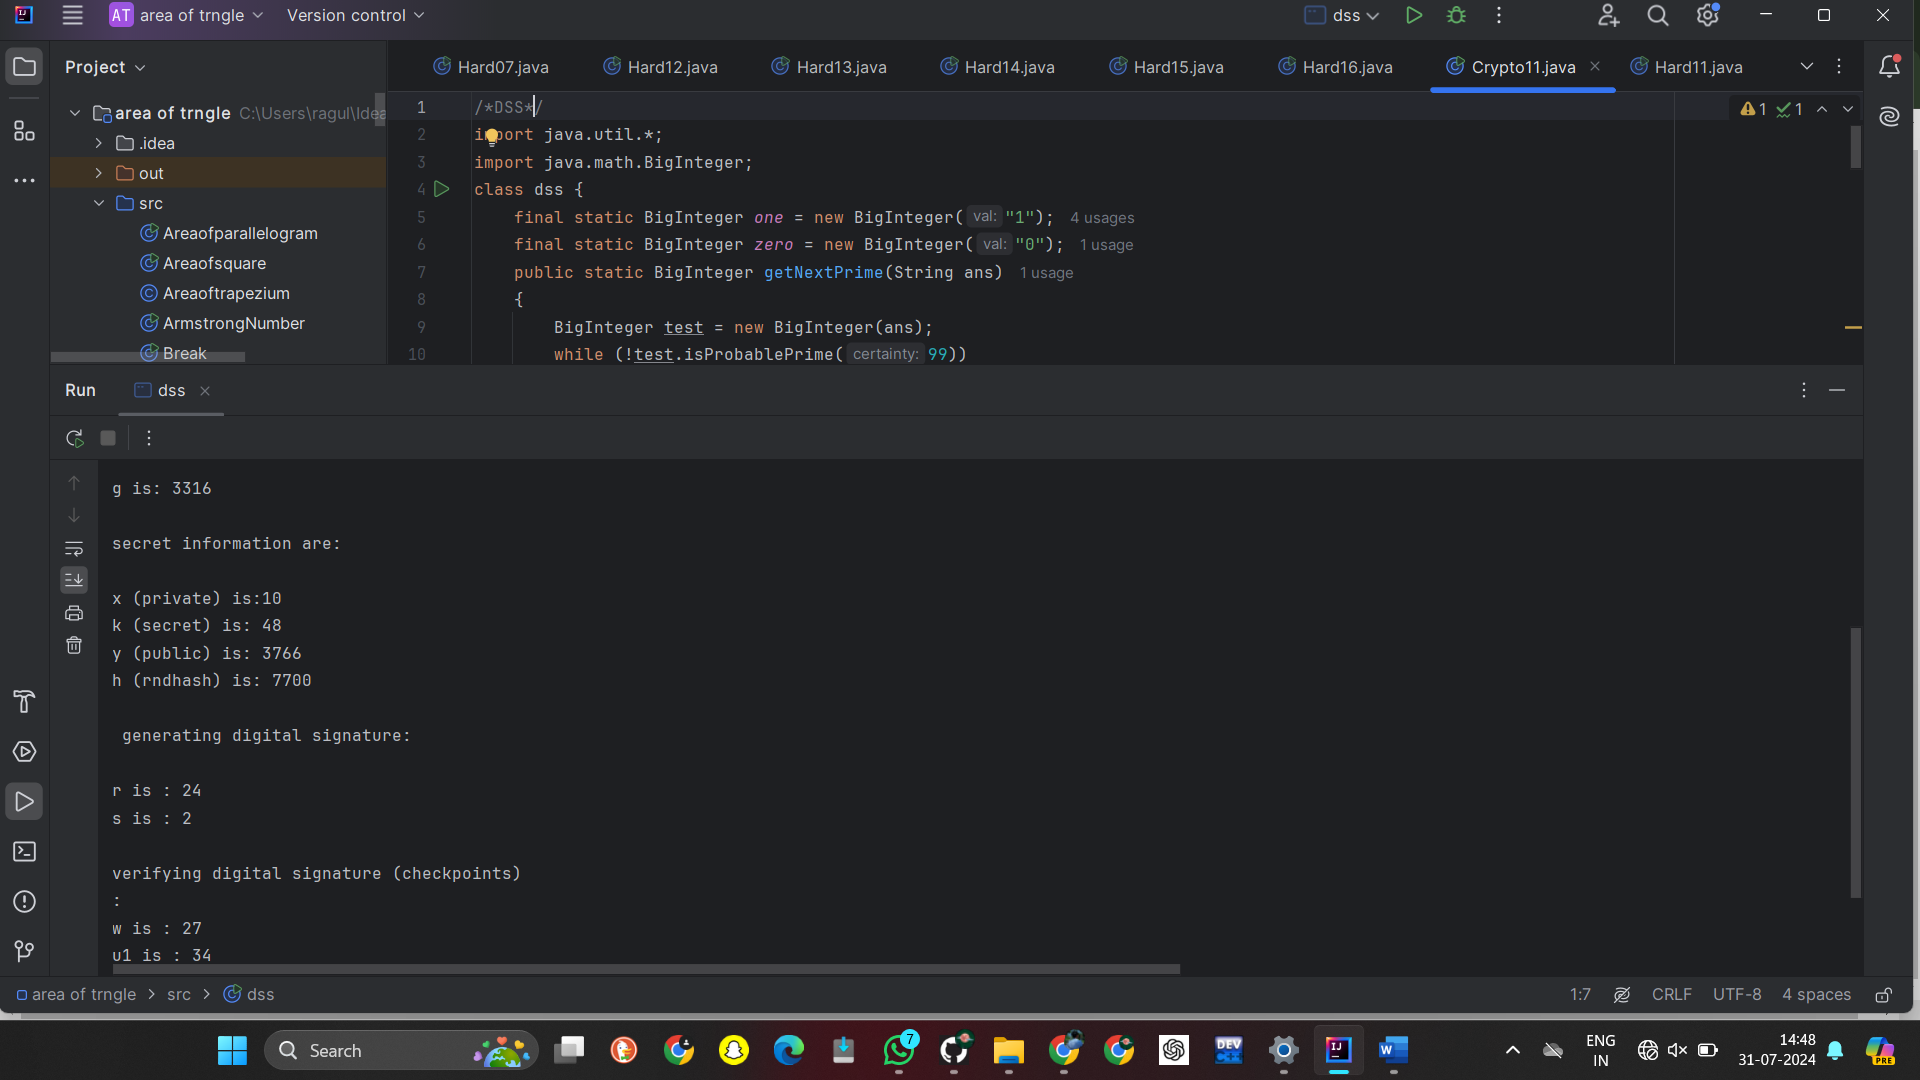 AT area of trngle Version control dss
Project Hard07.java Hard12.java Hard13.java Hard14.java Hard15.java Hard16.java Crypto11.java Hard11.java
area of trngle C:\Users\ragul\Idea
.idea
out
src
Areaofparallelogram
Areaofsquare
Areaoftrapezium
ArmstrongNumber
Break
1 /*DSS*/
2 import java.util.*;
3 import java.math.BigInteger;
4 class dss {
5 final static BigInteger one = new BigInteger( val: "1"); 4 usages
6 final static BigInteger zero = new BigInteger( val: "0"); 1 usage
7 public static BigInteger getNextPrime(String ans) 1 usage
8 {
9 BigInteger test = new BigInteger(ans);
10 while (!test.isProbablePrime( certainty: 99))
1 1
Run dss
g is: 3316
secret information are:
x (private) is:10
k (secret) is: 48
y (public) is: 3766
h (rndhash) is: 7700
generating digital signature:
r is : 24
s is : 2
verifying digital signature (checkpoints)
:
w is : 27
u1 is : 34
area of trngle > src > dss 1:7 CRLF UTF-8 4 spaces
Search 7 DEV C++ IJ W ENG IN 14:48 31-07-2024 PRE